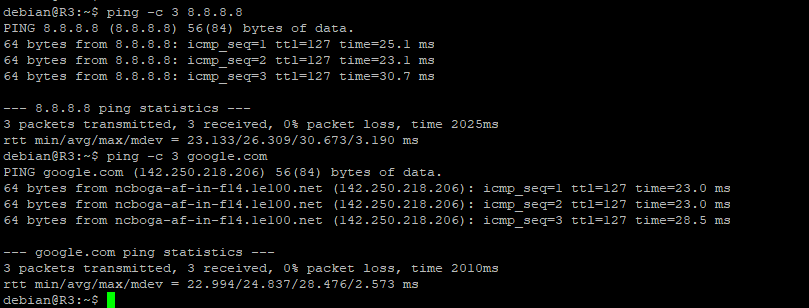 debian@R3:~$ ping -c 3 8.8.8.8
PING 8.8.8.8 (8.8.8.8) 56(84) bytes of data.
64 bytes from 8.8.8.8: icmp_seq=1 ttl=127 time=25.1 ms
64 bytes from 8.8.8.8: icmp_seq=2 ttl=127 time=23.1 ms
64 bytes from 8.8.8.8: icmp_seq=3 ttl=127 time=30.7 ms

--- 8.8.8.8 ping statistics ---
3 packets transmitted, 3 received, 0% packet loss, time 2025ms
rtt min/avg/max/mdev = 23.133/26.309/30.673/3.190 ms
debian@R3:~$ ping -c 3 google.com
PING google.com (142.250.218.206) 56(84) bytes of data.
64 bytes from ncboga-af-in-f14.1e100.net (142.250.218.206): icmp_seq=1 ttl=127 time=23.0 ms
64 bytes from ncboga-af-in-f14.1e100.net (142.250.218.206): icmp_seq=2 ttl=127 time=23.0 ms
64 bytes from ncboga-af-in-f14.1e100.net (142.250.218.206): icmp_seq=3 ttl=127 time=28.5 ms

--- google.com ping statistics ---
3 packets transmitted, 3 received, 0% packet loss, time 2010ms
rtt min/avg/max/mdev = 22.994/24.837/28.476/2.573 ms
debian@R3:~$